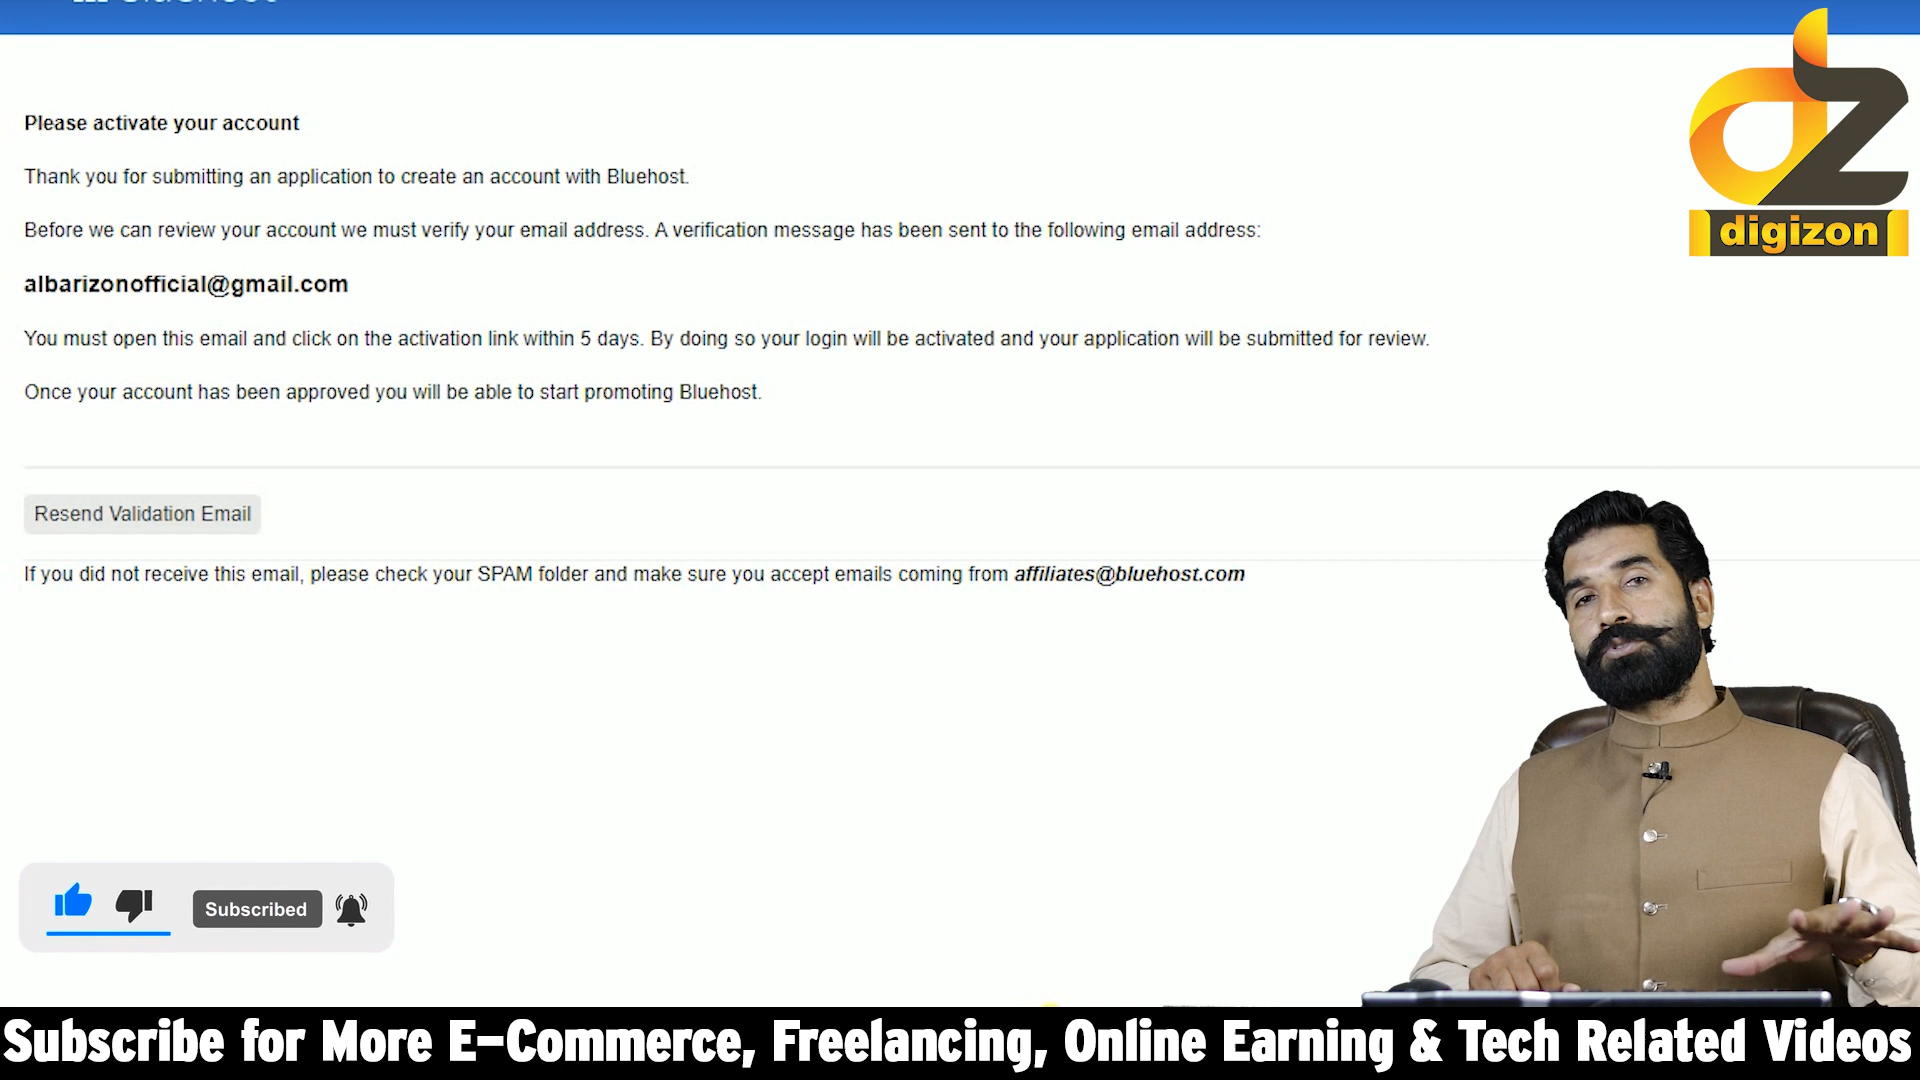 Please activate your account
Thank you for submitting an application to create an account with Bluehost.
Before we can review your account we must verify your email address. A verification message has been sent to the following email address:
albarizonofficial@gmail.com
You must open this email and click on the activation link within 5 days. By doing so your login will be activated and your application will be submitted for review.
Once your account has been approved you will be able to start promoting Bluehost.
Resend Validation Email
If you did not receive this email, please check your SPAM folder and make sure you accept emails coming from affiliates@bluehost.com
dz
digizon
Subscribed
Subscribe for More E-Commerce, Freelancing, Online Earning & Tech Related Videos